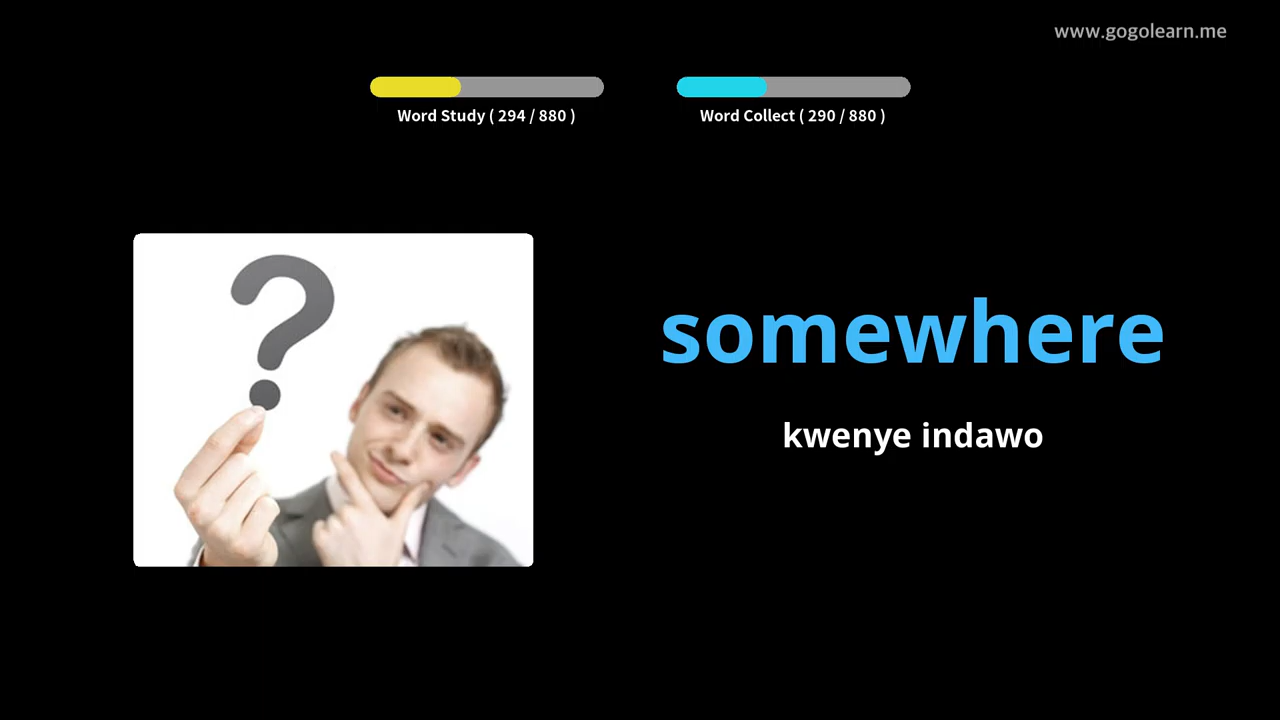 www.gogolearn.me
Word Study ( 294 / 880 )
Word Collect ( 290 / 880 )
somewhere
kwenye indawo